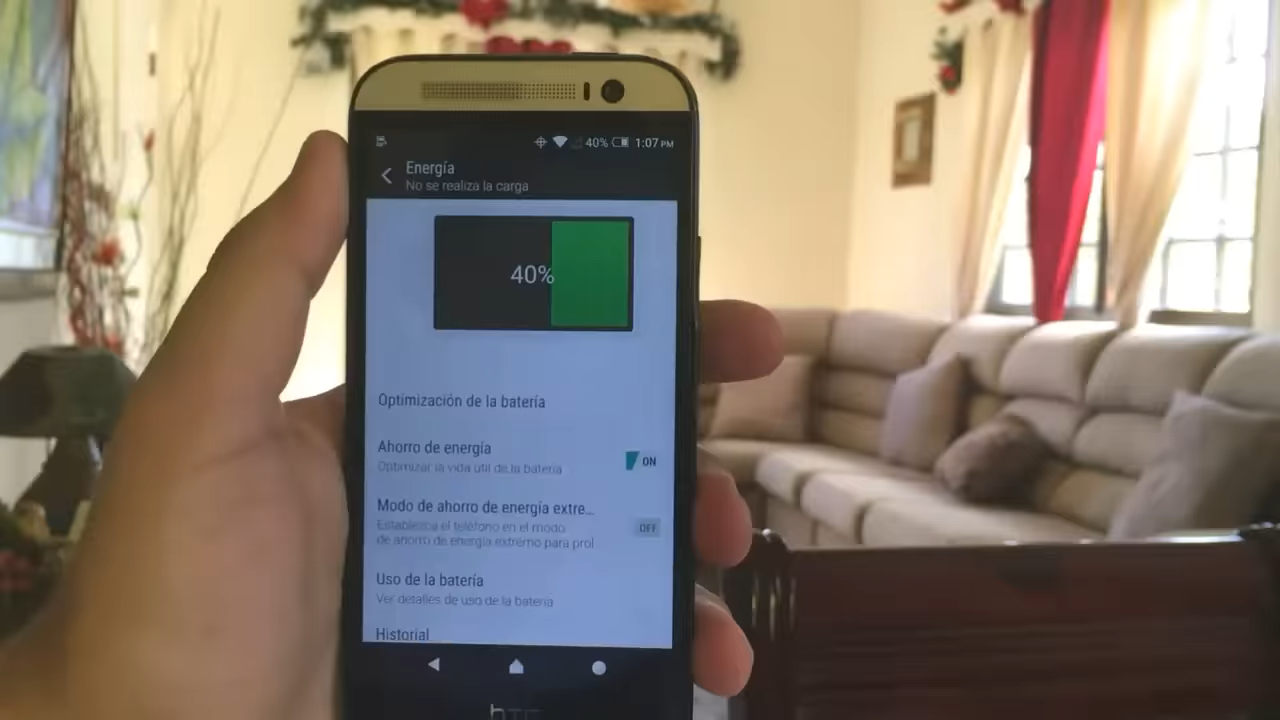 40% 1:07 PM
Energía
No se realiza la carga
40%
Optimización de la batería
Ahorro de energía
Optimizar la vida útil de la batería
ON
Modo de ahorro de energía extre...
Establezca el teléfono en el modo
de ahorro de energía extremo para prol
OFF
Uso de la batería
Ver detalles de uso de la batería
Historial
hTC